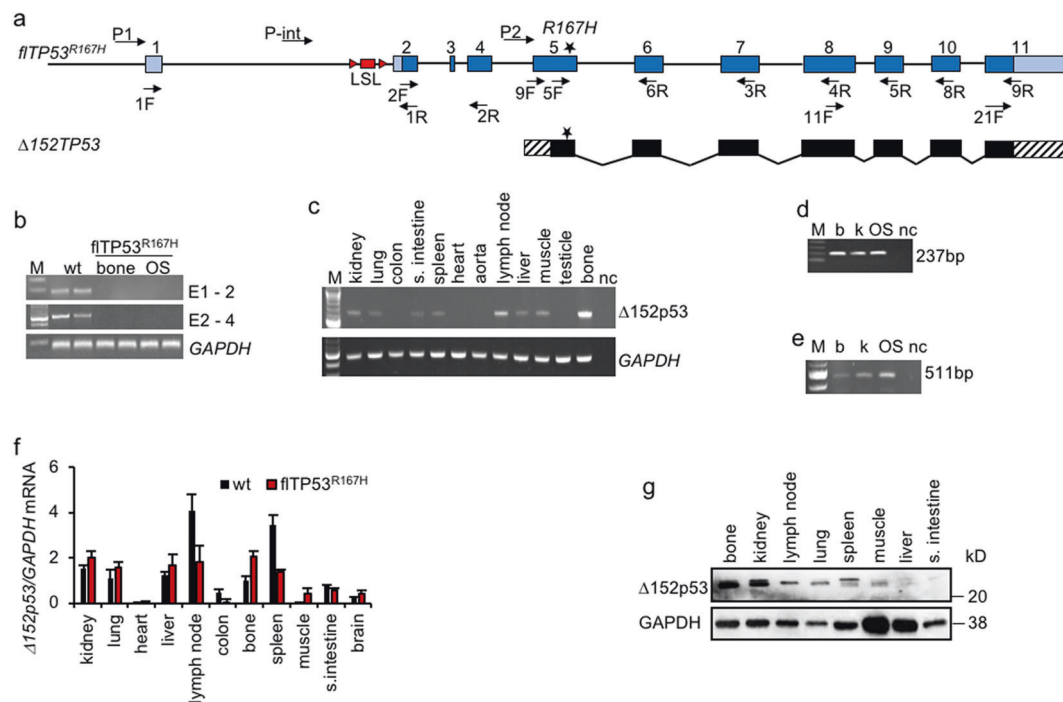 a
P1
P-int
P2
R167H
flTP53R167H
1
2
3
4
5
6
7
8
9
10
11
LSL
1F
2F
1R
2R
9F
5F
6R
3R
4R
11F
5R
8R
9R
21F
Δ152TP53
b
flTP53R167H
M wt bone OS
E1 - 2
E2 - 4
GAPDH
c
M kidney lung colon s. intestine spleen heart aorta lymph node liver muscle testicle bone nc
Δ152p53
GAPDH
d
M b k OS nc
237bp
e
M b k OS nc
511bp
f
Δ152p53/GAPDH mRNA
6
4
2
0
wt flTP53R167H
kidney lung heart liver lymph node colon bone spleen muscle s.intestine brain
g
bone kidney lymph node lung spleen muscle liver s. intestine
kD
Δ152p53
20
GAPDH
38